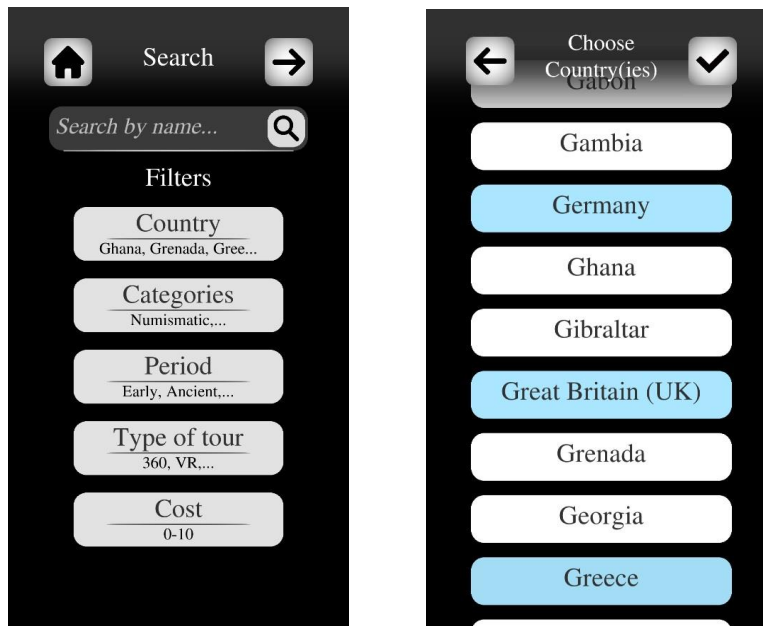 Search
Search by name...
Filters
Country
Ghana, Grenada, Gree...
Categories
Numismatic,...
Period
Early, Ancient,...
Type of tour
360, VR,...
Cost
0-10
Choose
Country(ies)
Gabon
Gambia
Germany
Ghana
Gibraltar
Great Britain (UK)
Grenada
Georgia
Greece